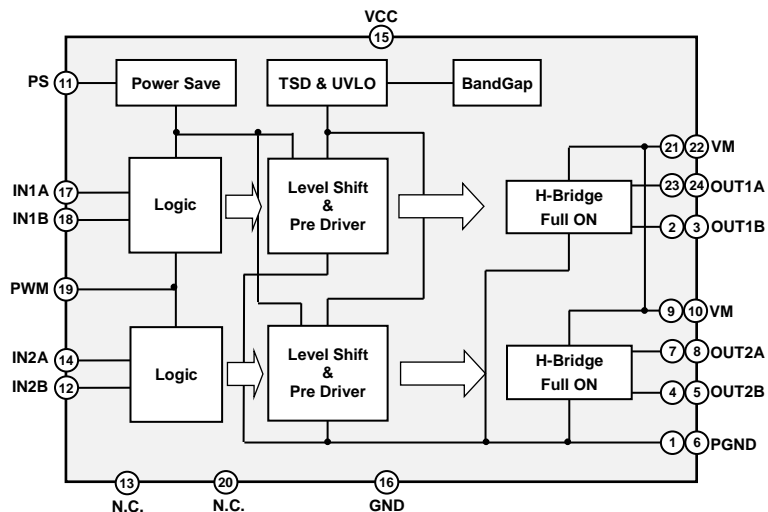 VCC
15
PS 11 Power Save TSD & UVLO BandGap
21 22 VM
IN1A 17 23 24 OUT1A
Level Shift
&
Pre Driver
Logic
H-Bridge
Full ON
IN1B 18 2 3 OUT1B
PWM 19
9 10 VM
IN2A 14 7 8 OUT2A
Level Shift
&
Pre Driver
Logic
H-Bridge
Full ON
IN2B 12 4 5 OUT2B
1 6 PGND
13 20 16
N.C. N.C. GND